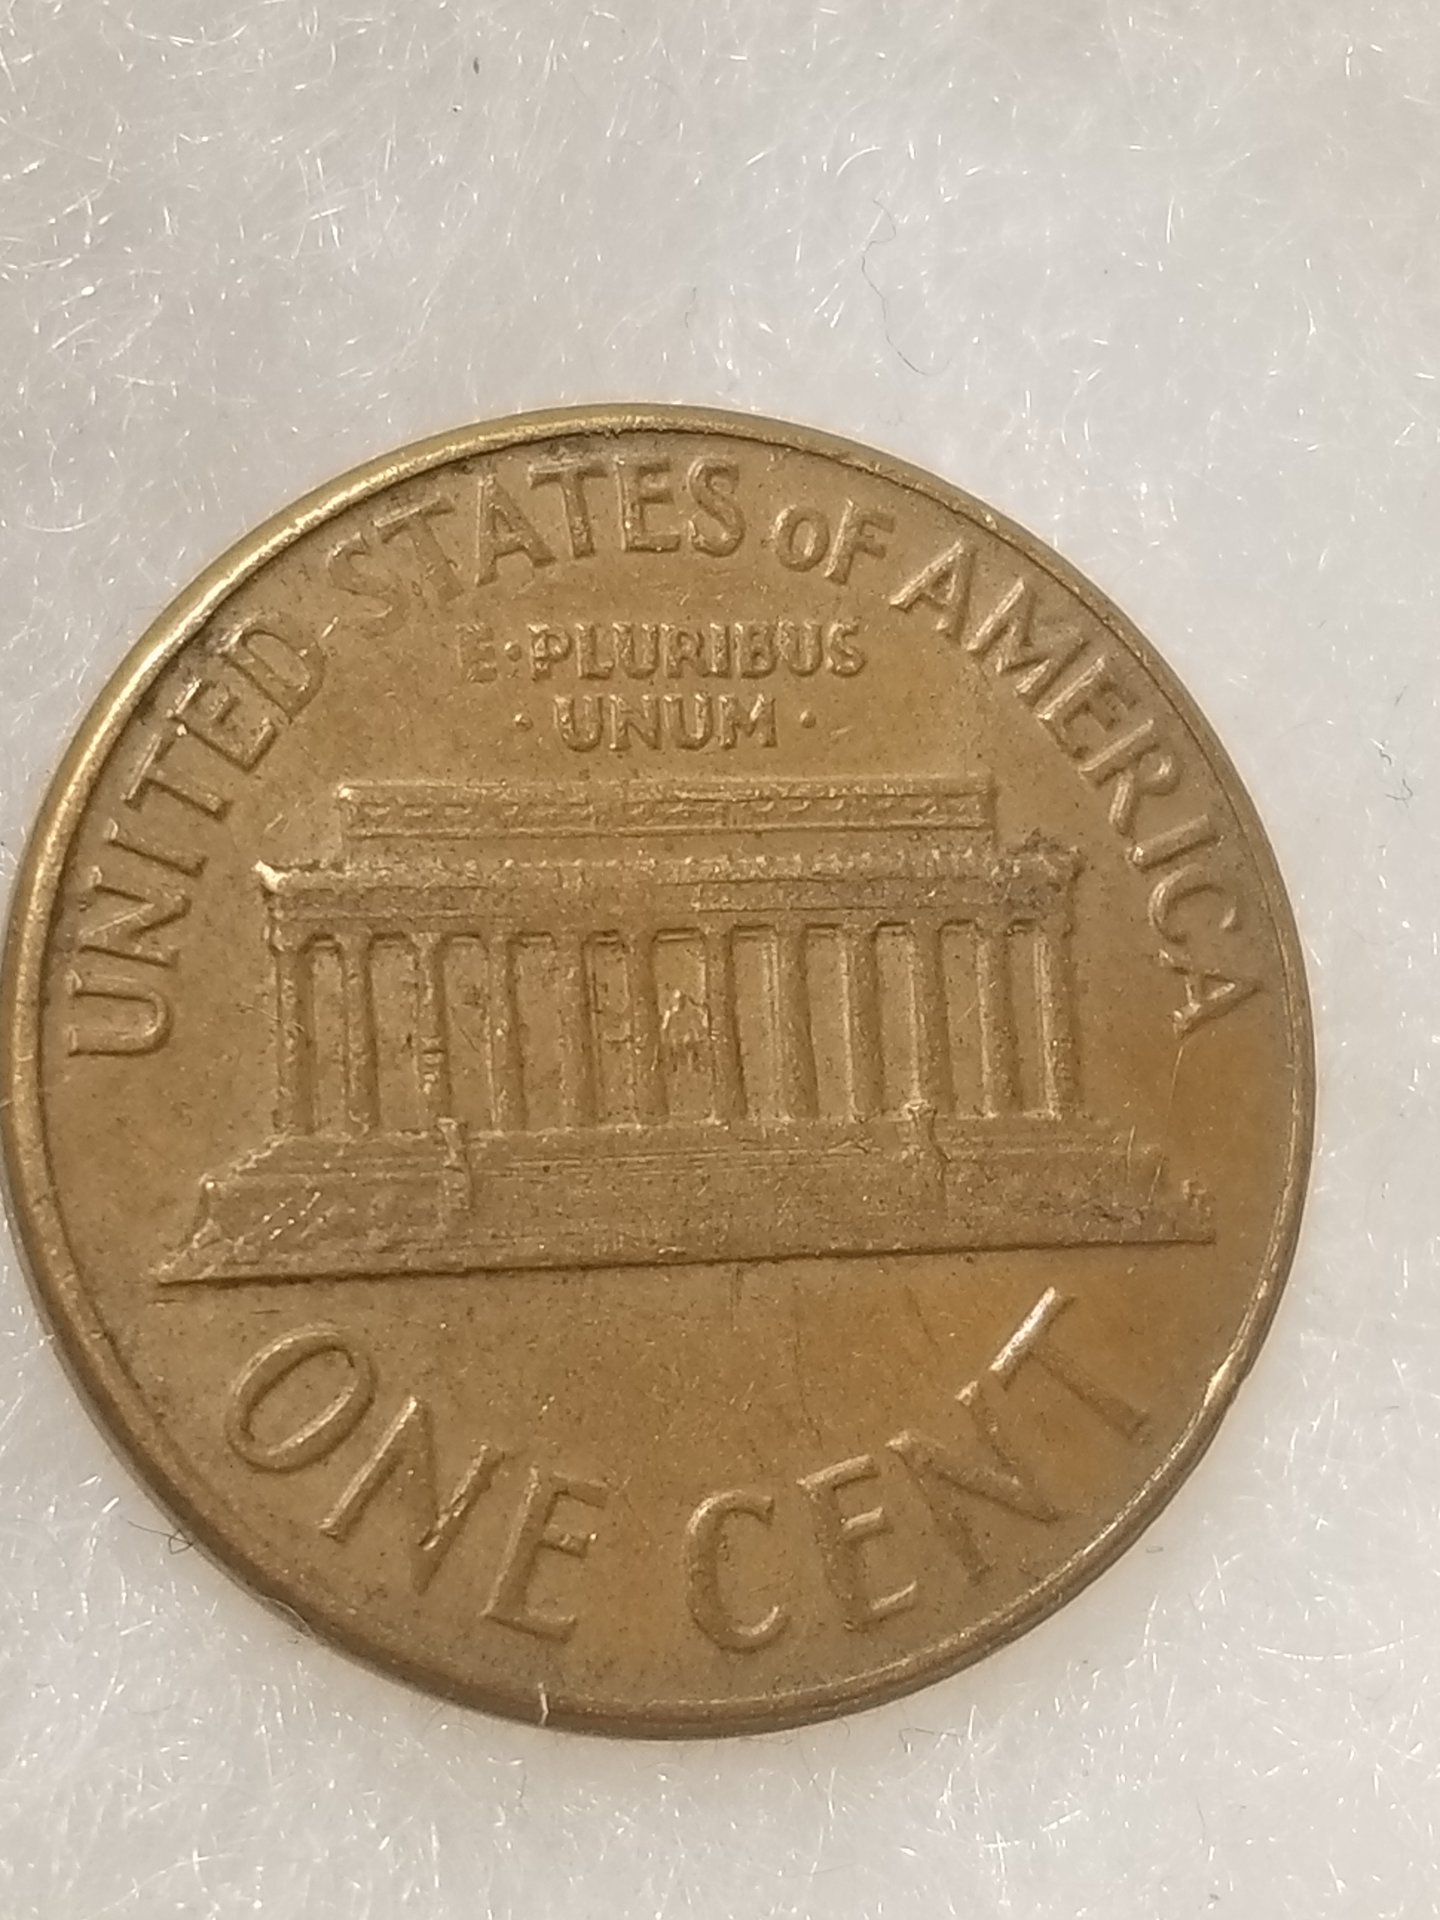 UNITED STATES OF AMERICA
E·PLURIBUS
· UNUM ·
ONE CENT